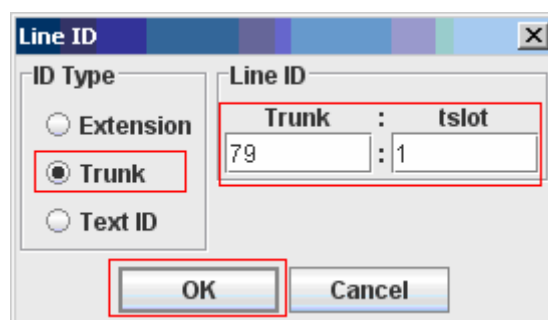 Line ID
ID Type
Extension
Trunk
Text ID
Line ID
Trunk : tslot
79 : 1
OK Cancel